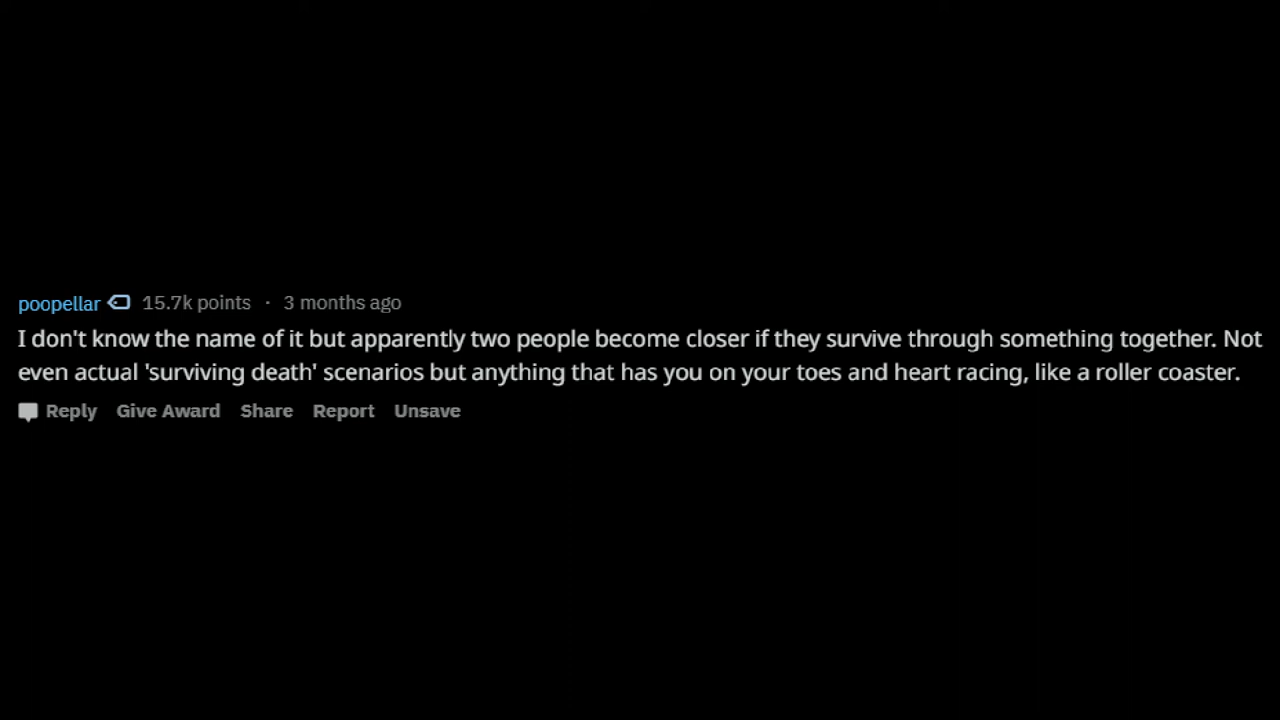 poopellar 15.7k points · 3 months ago
I don't know the name of it but apparently two people become closer if they survive through something together. Not
even actual 'surviving death' scenarios but anything that has you on your toes and heart racing, like a roller coaster.
Reply Give Award Share Report Unsave